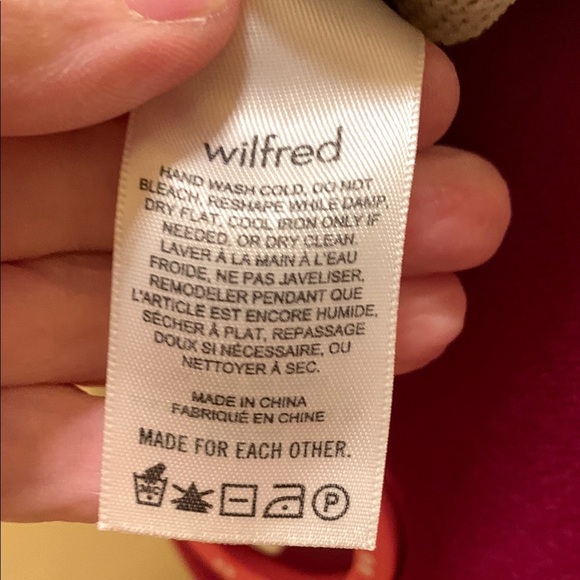 wilfred
HAND WASH COLD, DO NOT
BLEACH, RESHAPE WHILE DAMP,
DRY FLAT, COOL IRON ONLY IF
NEEDED, OR DRY CLEAN.
LAVER À LA MAIN À L'EAU
FROIDE, NE PAS JAVELISER,
REMODELER PENDANT QUE
L'ARTICLE EST ENCORE HUMIDE,
SÉCHER À PLAT, REPASSAGE
DOUX SI NÉCESSAIRE, OU
NETTOYER À SEC.
MADE IN CHINA
FABRIQUÉ EN CHINE
MADE FOR EACH OTHER.
P